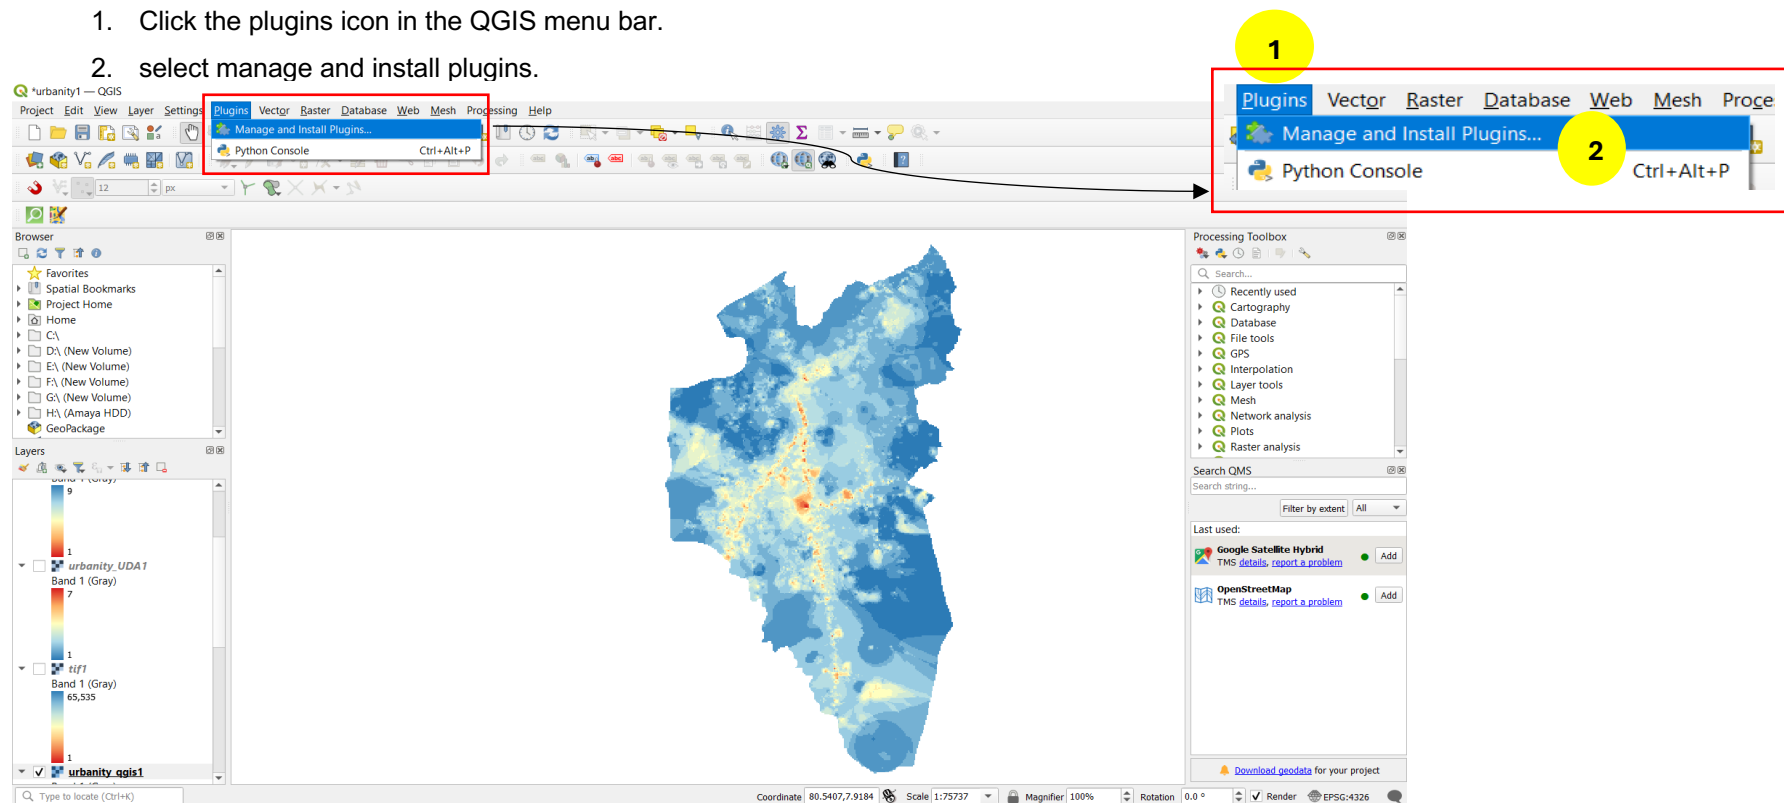 1. Click the plugins icon in the QGIS menu bar.
2. select manage and install plugins.
*urbanity1 — QGIS
Project Edit View Layer Settings Plugins Vector Raster Database Web Mesh Processing Help
Manage and Install Plugins...
Python Console Ctrl+Alt+P
12 px
1
Plugins Vector Raster Database Web Mesh Proce
Manage and Install Plugins...
2
Python Console Ctrl+Alt+P
Browser
Favorites
Spatial Bookmarks
Project Home
Home
C:\
D:\ (New Volume)
E:\ (New Volume)
F:\ (New Volume)
G:\ (New Volume)
H:\ (Amaya HDD)
GeoPackage
Layers
Band 1 (Gray)
9
1
urbanity_UDA1
Band 1 (Gray)
7
1
tif1
Band 1 (Gray)
65,535
1
urbanity_qgis1
Processing Toolbox
Search...
Recently used
Cartography
Database
File tools
GPS
Interpolation
Layer tools
Mesh
Network analysis
Plots
Raster analysis
Search QMS
Search string...
Filter by extent All
Last used:
Google Satellite Hybrid
TMS details, report a problem
Add
OpenStreetMap
TMS details, report a problem
Add
Download geodata for your project
Type to locate (Ctrl+K)
Coordinate 80.5407,7.9184 Scale 1:75737 Magnifier 100% Rotation 0.0 ° Render EPSG:4326